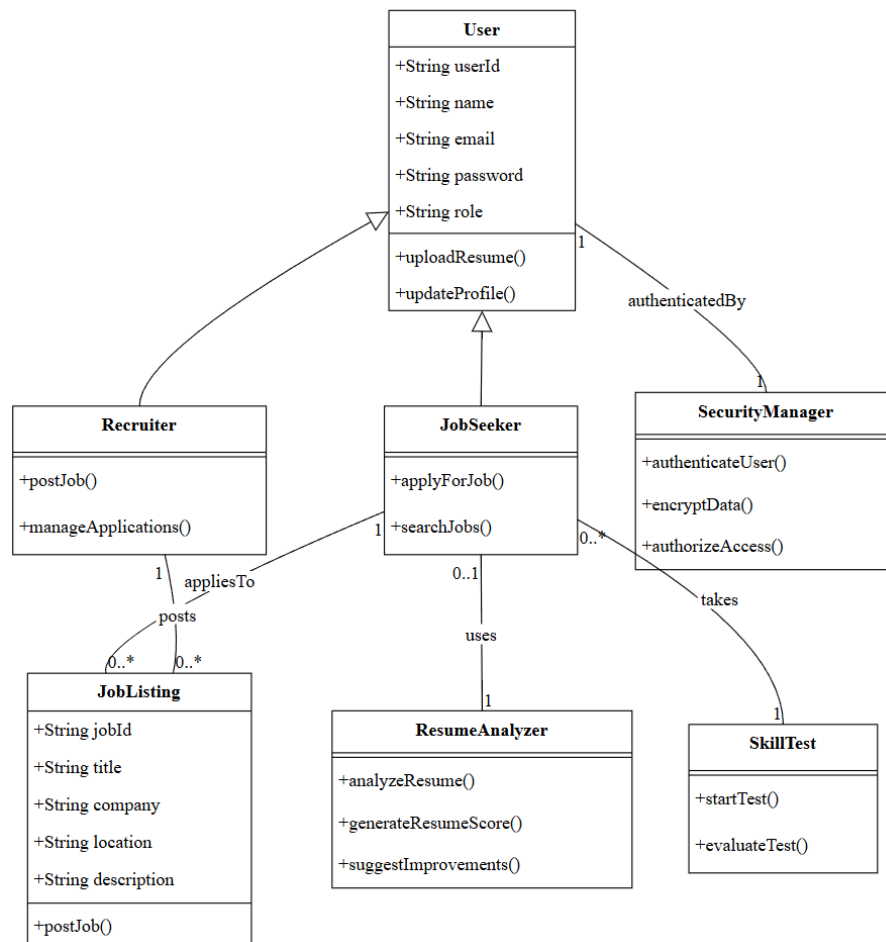 User
+String userId
+String name
+String email
+String password
+String role
+uploadResume()
+updateProfile()
1
authenticatedBy
1
Recruiter
+postJob()
+manageApplications()
JobSeeker
+applyForJob()
+searchJobs()
SecurityManager
+authenticateUser()
+encryptData()
+authorizeAccess()
1
appliesTo
0..*
1
posts
0..*
0..1
uses
1
0..*
takes
1
JobListing
+String jobId
+String title
+String company
+String location
+String description
+postJob()
ResumeAnalyzer
+analyzeResume()
+generateResumeScore()
+suggestImprovements()
SkillTest
+startTest()
+evaluateTest()